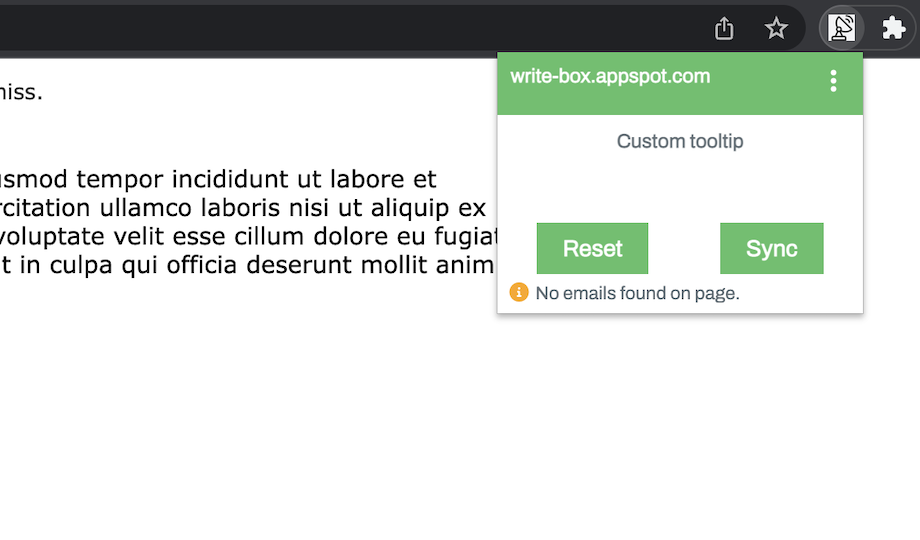 niss.
usmod tempor incididunt ut labore et
rcitation ullamco laboris nisi ut aliquip ex
voluptate velit esse cillum dolore eu fugiat
t in culpa qui officia deserunt mollit anim
write-box.appspot.com
Custom tooltip
Reset Sync
No emails found on page.